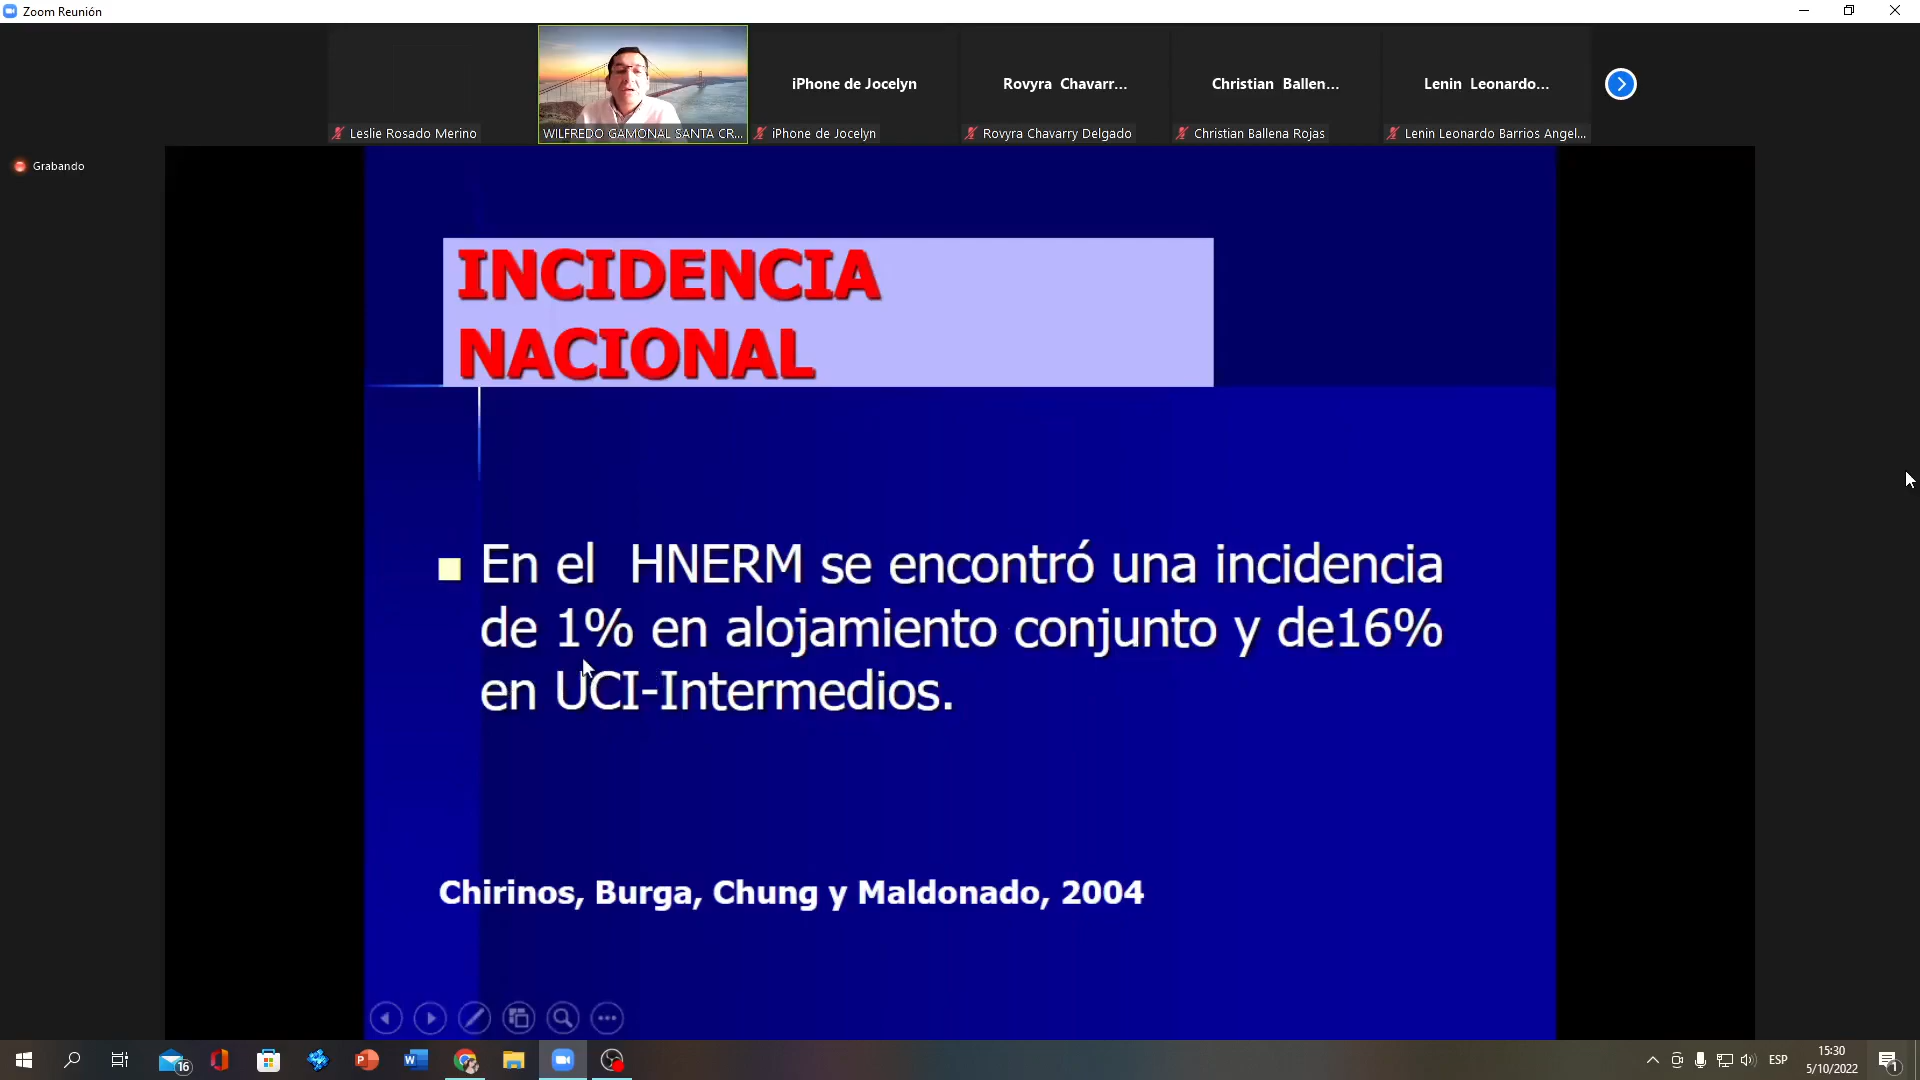 Zoom Reunión
iPhone de Jocelyn
Rovyra Chavarr...
Christian Ballen...
Lenin Leonardo...
Leslie Rosado Merino
WILFREDO GAMONAL SANTA CR...
iPhone de Jocelyn
Rovyra Chavarry Delgado
Christian Ballena Rojas
Lenin Leonardo Barrios Angel...
Grabando
INCIDENCIA
NACIONAL
En el HNERM se encontró una incidencia
de 1% en alojamiento conjunto y de16%
en UCI-Intermedios.
Chirinos, Burga, Chung y Maldonado, 2004
16
ESP
15:30
5/10/2022
1